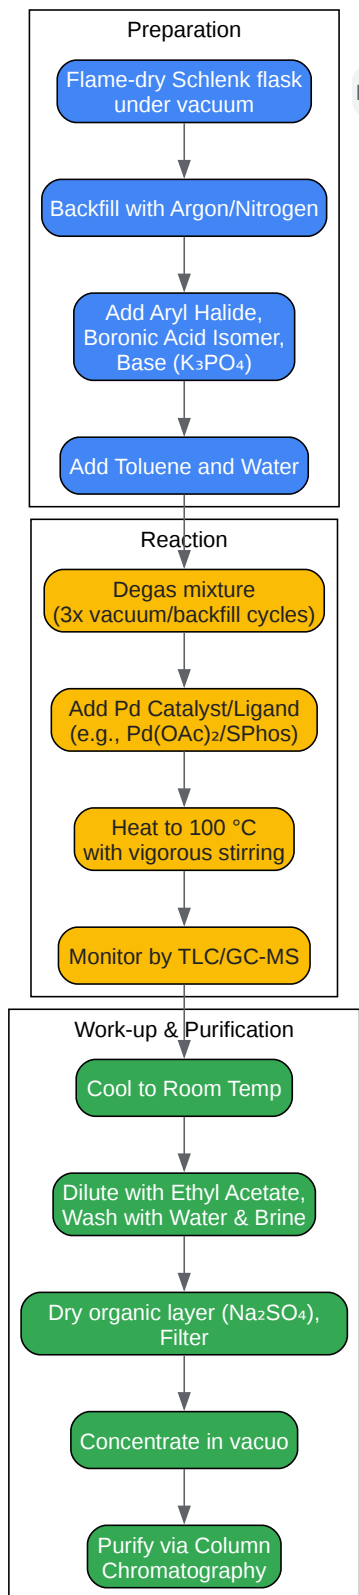 Preparation
Flame-dry Schlenk flask
under vacuum
Backfill with Argon/Nitrogen
Add Aryl Halide,
Boronic Acid Isomer,
Base (K₃PO₄)
Add Toluene and Water
Reaction
Degas mixture
(3x vacuum/backfill cycles)
Add Pd Catalyst/Ligand
(e.g., Pd(OAc)₂/SPhos)
Heat to 100 °C
with vigorous stirring
Monitor by TLC/GC-MS
Work-up & Purification
Cool to Room Temp
Dilute with Ethyl Acetate,
Wash with Water & Brine
Dry organic layer (Na₂SO₄),
Filter
Concentrate in vacuo
Purify via Column
Chromatography